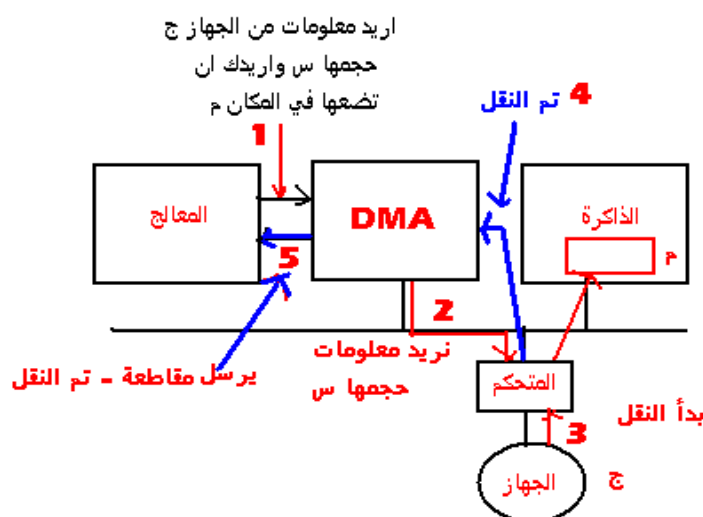 اريد معلومات من الجهاز ج
حجمها س واريدك ان
تضعها في المكان م
1
تم النقل 4
المعالج
DMA
الذاكرة
م
5
2
نريد معلومات
حجمها س
يرسل مقاطعة - تم النقل
المتحكم
بدأ النقل
3
الجهاز
ج